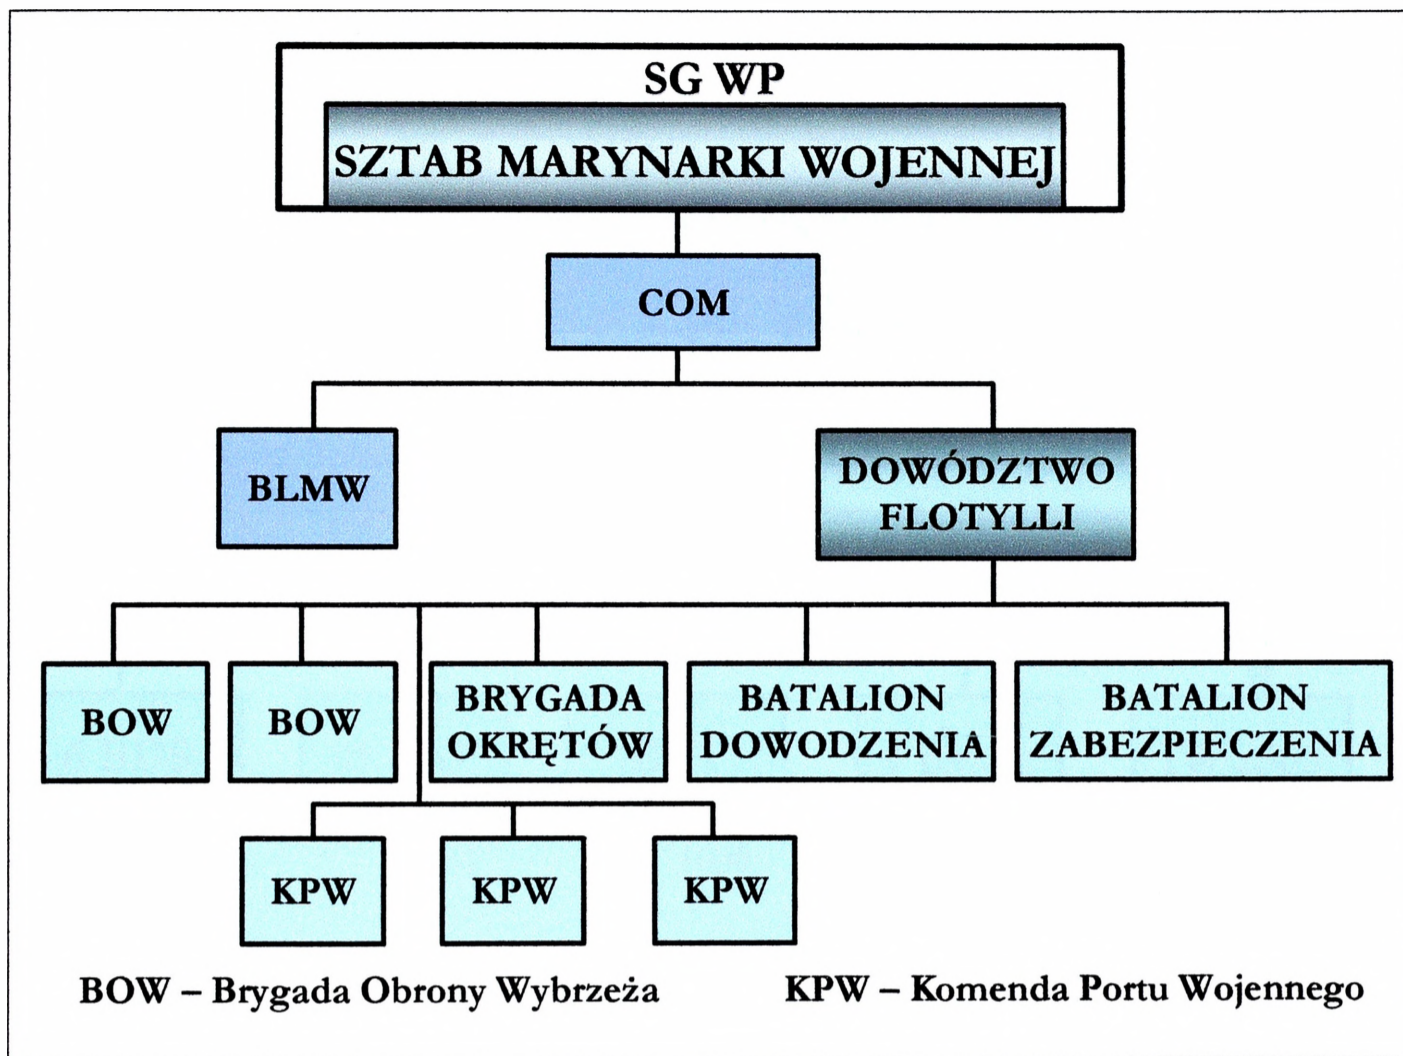 SG WP
SZTAB MARYNARKI WOJENNEJ
COM
BLMW
DOWÓDZTWO
FLOTYLLI
BOW
BOW
BRYGADA
OKRĘTÓW
BATALION
DOWODZENIA
BATALION
ZABEZPIECZENIA
KPW
KPW
KPW
BOW – Brygada Obrony Wybrzeża
KPW – Komenda Portu Wojennego